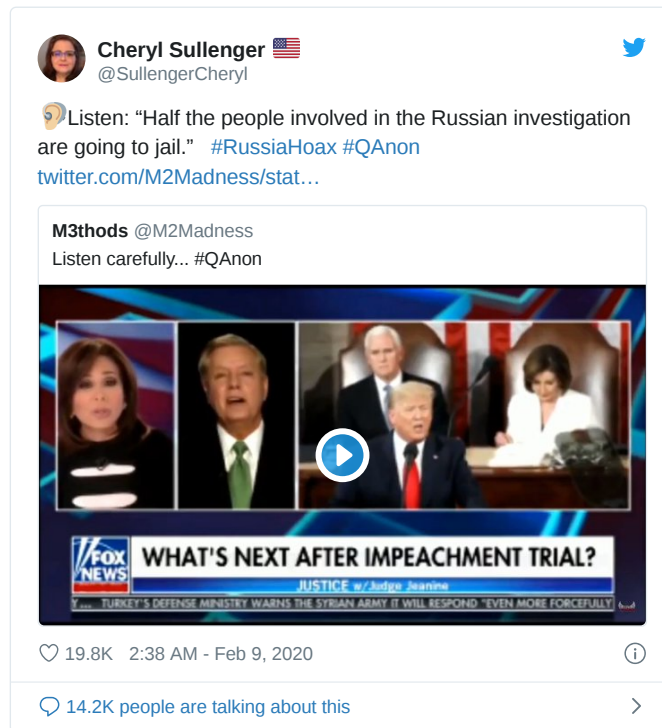 Cheryl Sullenger
@SullengerCheryl
Listen: “Half the people involved in the Russian investigation
are going to jail.” #RussiaHoax #QAnon
twitter.com/M2Madness/stat…
M3thods @M2Madness
Listen carefully... #QAnon
FOX
NEWS
WHAT'S NEXT AFTER IMPEACHMENT TRIAL?
JUSTICE w/Judge Jeanine
Y... TURKEY'S DEFENSE MINISTRY WARNS THE SYRIAN ARMY IT WILL RESPOND "EVEN MORE FORCEFULLY
19.8K 2:38 AM - Feb 9, 2020
14.2K people are talking about this